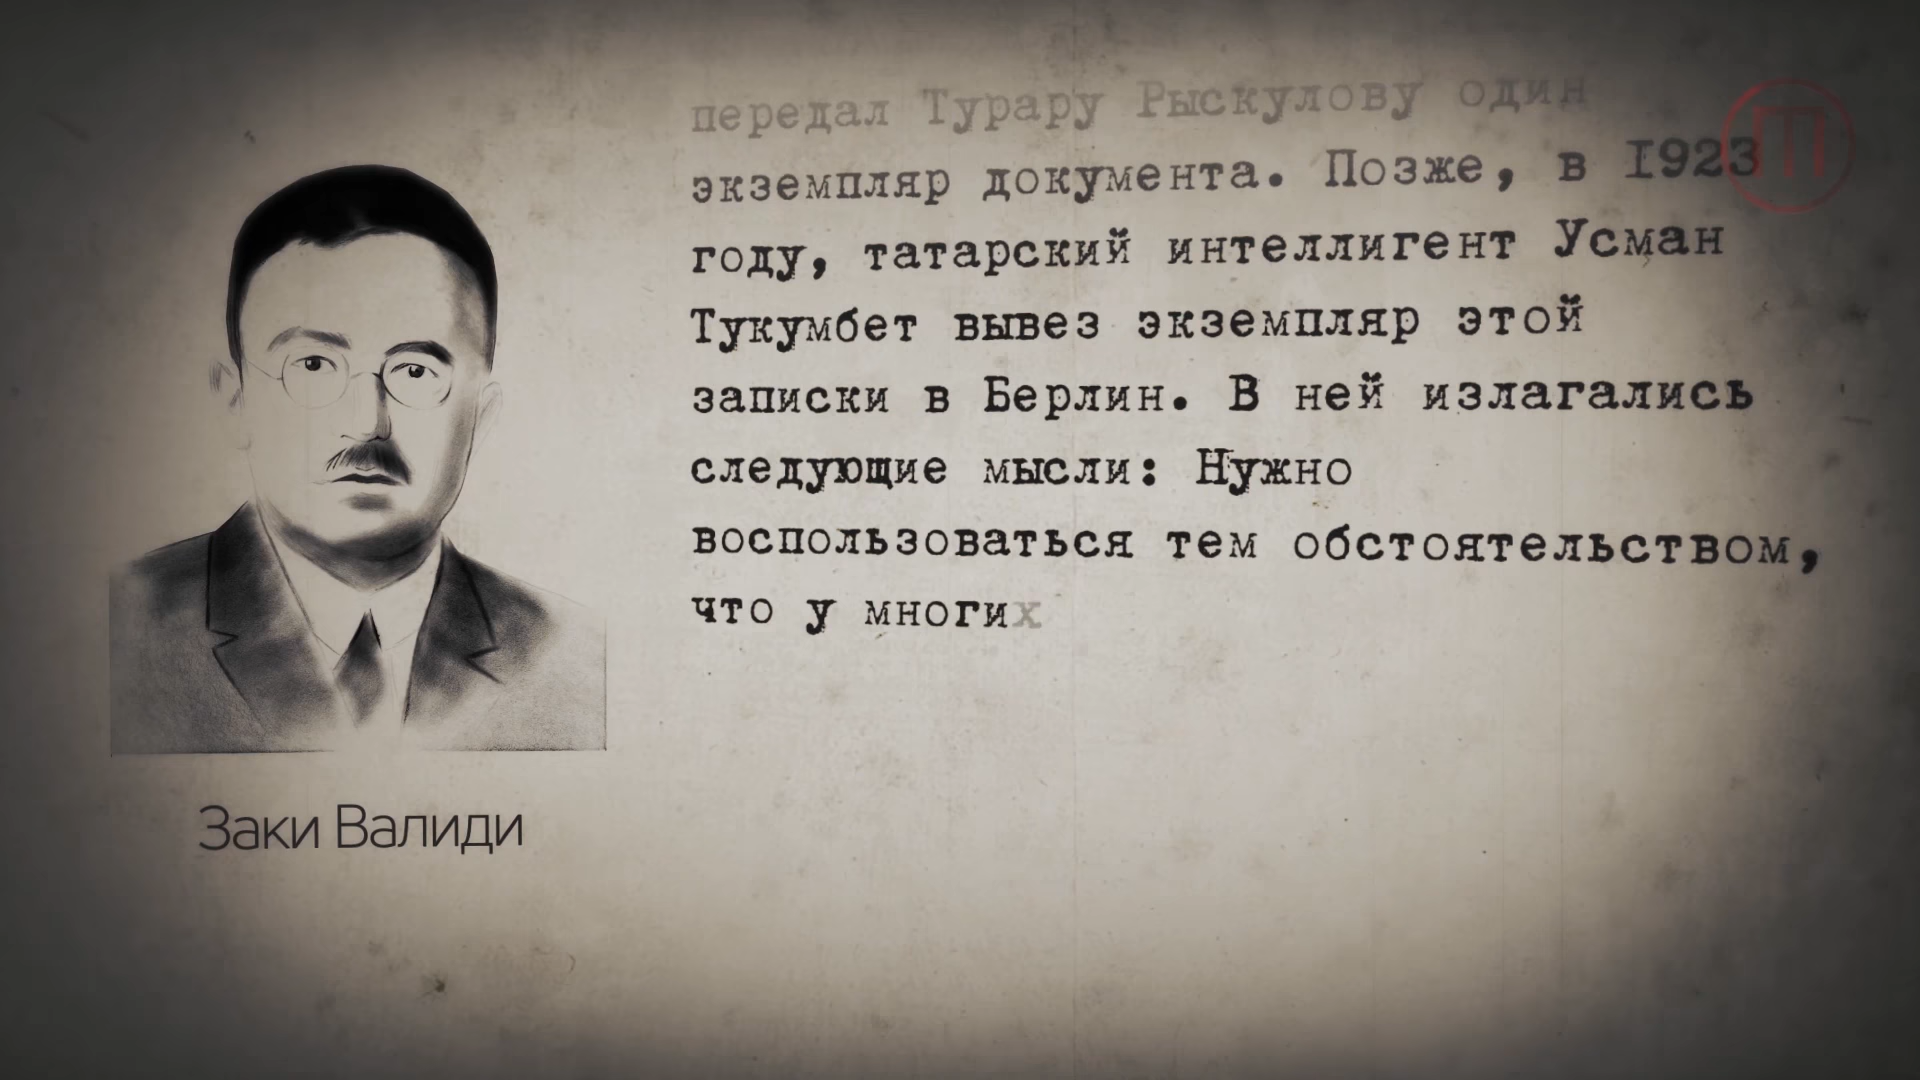 передал Турару Рыскулову один
экземпляр документа. Позже, в 1923
году, татарский интеллигент Усман
Тукумбет вывез экземпляр этой
записки в Берлин. В ней излагались
следующие мысли: Нужно
воспользоваться тем обстоятельством,
что у многих
Заки Валиди